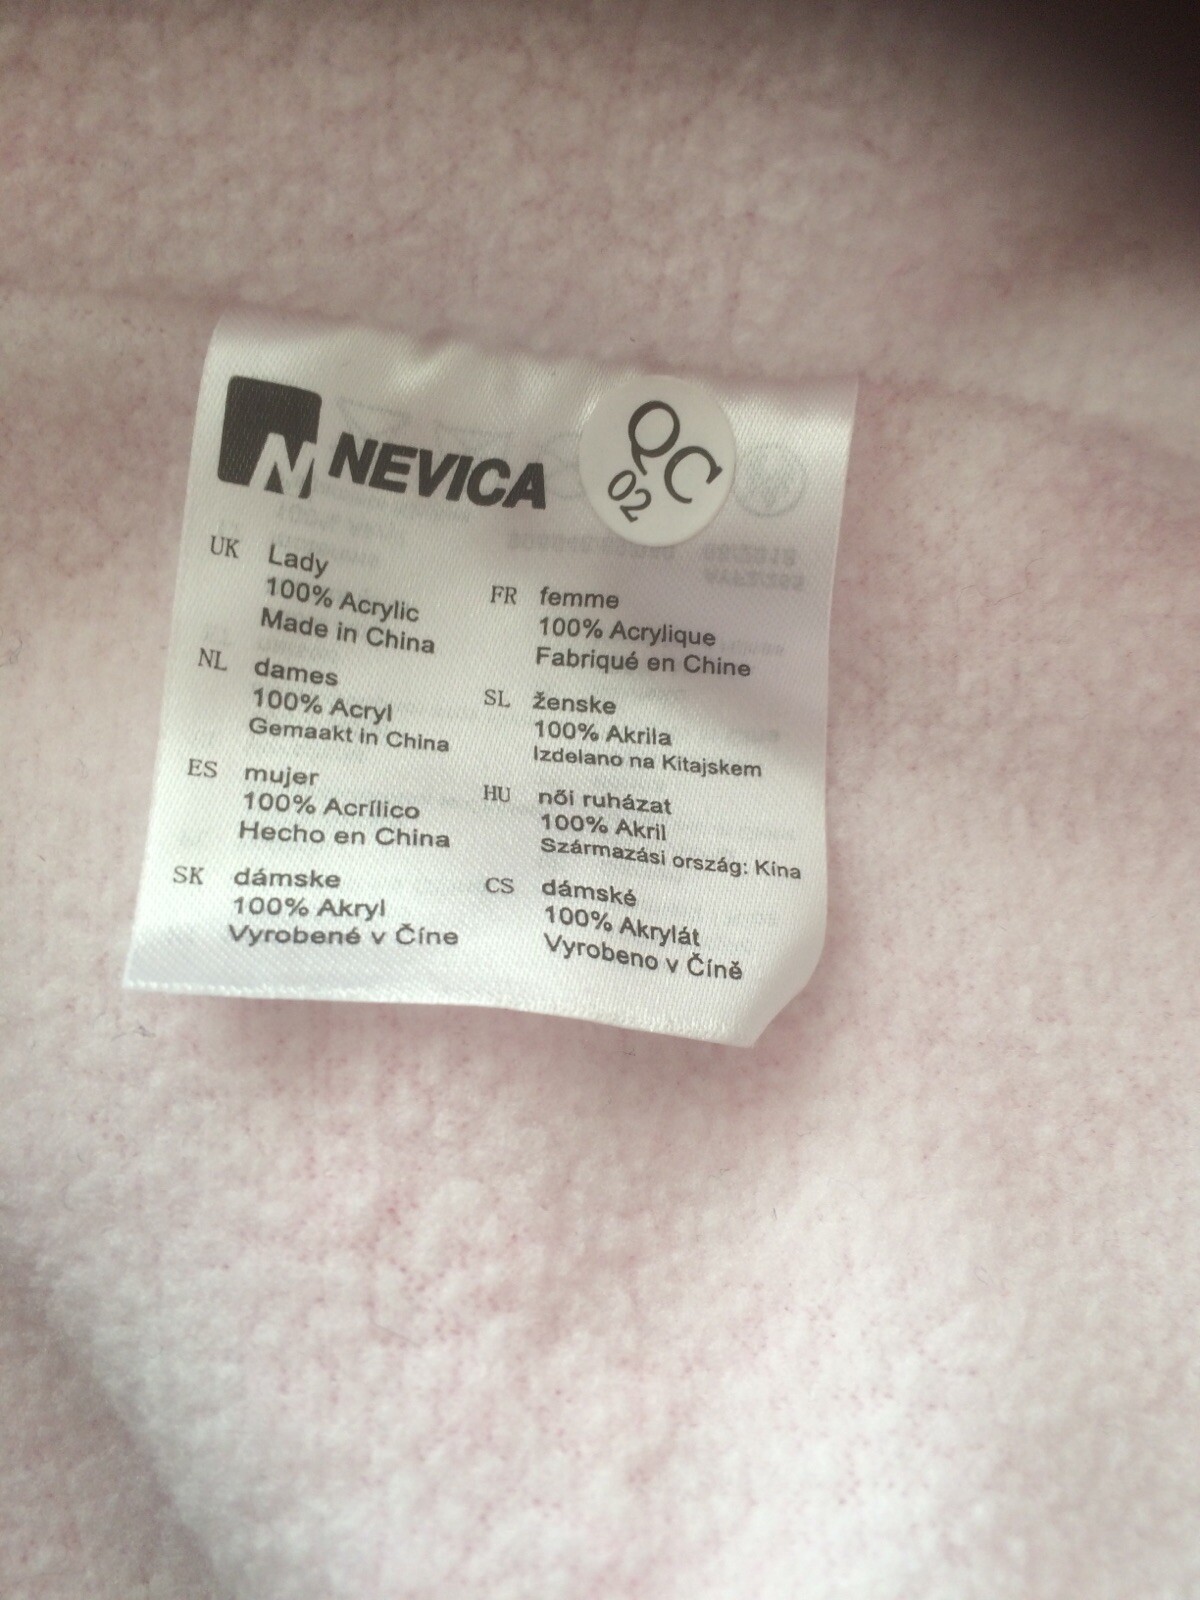 NEVICA
QC
02
UK Lady
100% Acrylic
Made in China
NL dames
100% Acryl
Gemaakt in China
ES mujer
100% Acrílico
Hecho en China
SK dámske
100% Akryl
Vyrobené v Číne
FR femme
100% Acrylique
Fabriqué en Chine
SL ženske
100% Akrila
Izdelano na Kitajskem
HU női ruházat
100% Akril
Származási ország: Kína
CS dámské
100% Akrylát
Vyrobeno v Číně